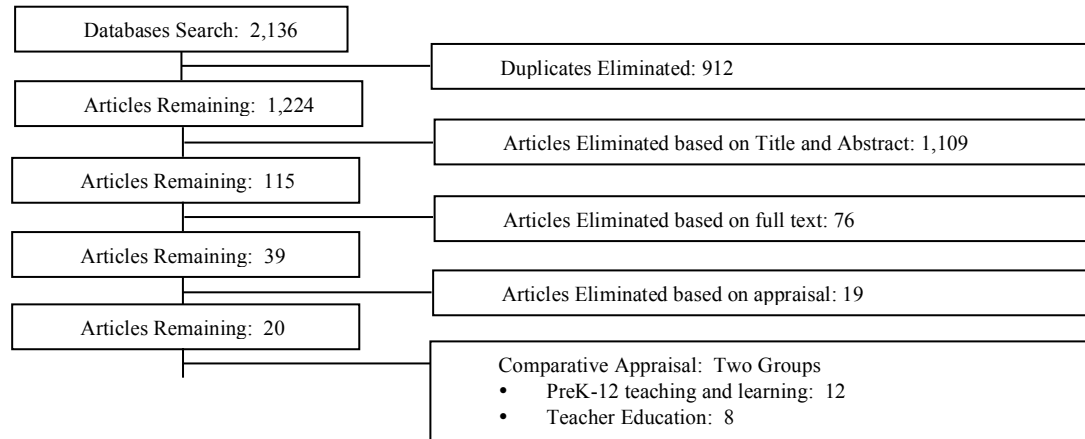 Databases Search: 2,136
Duplicates Eliminated: 912
Articles Remaining: 1,224
Articles Eliminated based on Title and Abstract: 1,109
Articles Remaining: 115
Articles Eliminated based on full text: 76
Articles Remaining: 39
Articles Eliminated based on appraisal: 19
Articles Remaining: 20
Comparative Appraisal: Two Groups
• PreK-12 teaching and learning: 12
• Teacher Education: 8